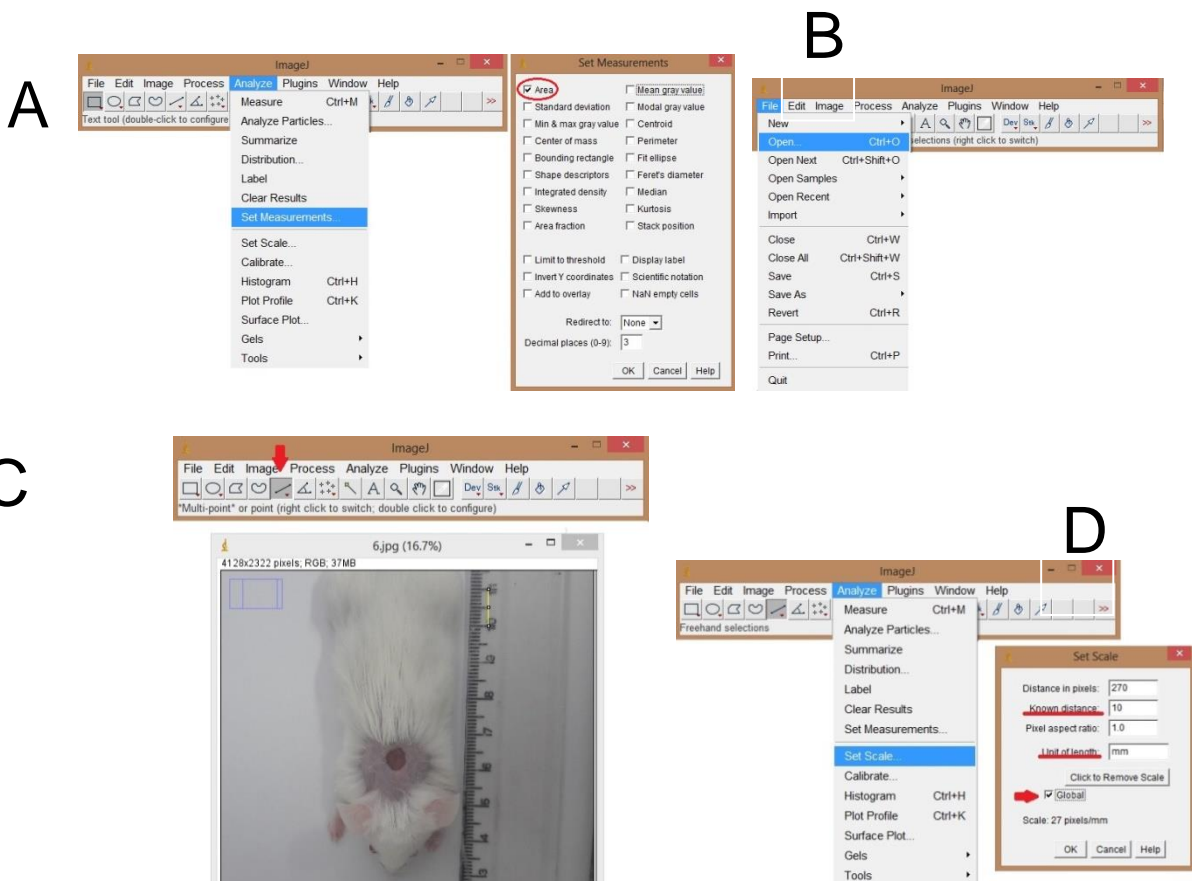 A
ImageJ
File Edit Image Process Analyze Plugins Window Help
Text tool (double-click to configure
Measure Ctrl+M
Analyze Particles...
Summarize
Distribution...
Label
Clear Results
Set Measurements...
Set Scale...
Calibrate...
Histogram Ctrl+H
Plot Profile Ctrl+K
Surface Plot...
Gels
Tools
Set Measurements
Area Mean gray value
Standard deviation Modal gray value
Min & max gray value Centroid
Center of mass Perimeter
Bounding rectangle Fit ellipse
Shape descriptors Feret's diameter
Integrated density Median
Skewness Kurtosis
Area fraction Stack position
Limit to threshold Display label
Invert Y coordinates Scientific notation
Add to overlay NaN empty cells
Redirect to: None
Decimal places (0-9): 3
OK Cancel Help
B
ImageJ
File Edit Image Process Analyze Plugins Window Help
A Dev Stk
selections (right click to switch)
New
Open... Ctrl+O
Open Next Ctrl+Shift+O
Open Samples
Open Recent
Import
Close Ctrl+W
Close All Ctrl+Shift+W
Save Ctrl+S
Save As
Revert Ctrl+R
Page Setup...
Print... Ctrl+P
Quit
C
ImageJ
File Edit Image Process Analyze Plugins Window Help
A Dev Stk
*Multi-point* or point (right click to switch; double click to configure)
6.jpg (16.7%)
4128x2322 pixels; RGB; 37MB
D
ImageJ
File Edit Image Process Analyze Plugins Window Help
Freehand selections
Measure Ctrl+M
Analyze Particles...
Summarize
Distribution...
Label
Clear Results
Set Measurements...
Set Scale...
Calibrate...
Histogram Ctrl+H
Plot Profile Ctrl+K
Surface Plot...
Gels
Tools
Set Scale
Distance in pixels: 270
Known distance: 10
Pixel aspect ratio: 1.0
Unit of length: mm
Click to Remove Scale
Global
Scale: 27 pixels/mm
OK Cancel Help